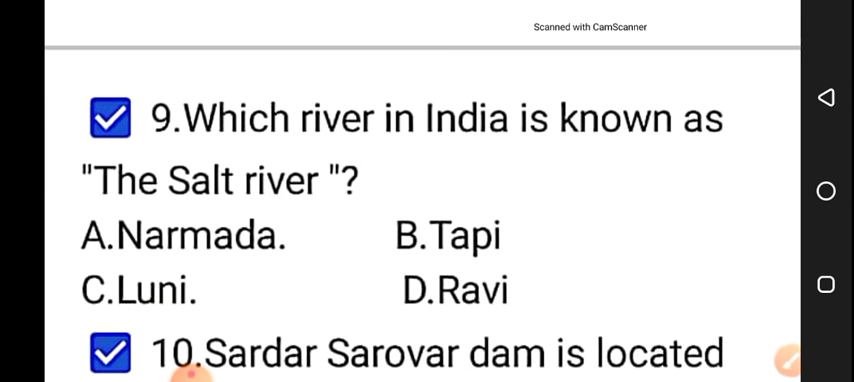 Scanned with CamScanner
9.Which river in India is known as
"The Salt river "?
A.Narmada. B.Tapi
C.Luni. D.Ravi
10.Sardar Sarovar dam is located